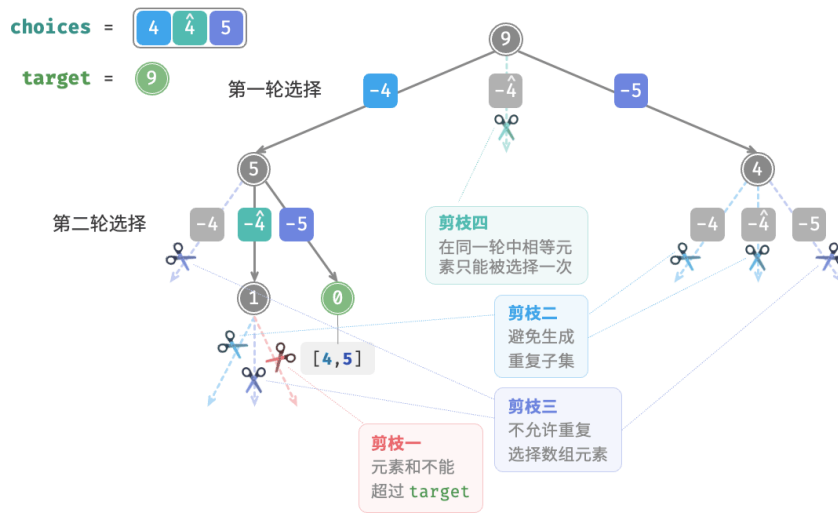 choices = 4 4̂ 5
target = 9
第一轮选择
9
-4
-4̂
-5
5
4
第二轮选择
-4
-4̂
-5
-4
-4̂
-5
剪枝四
在同一轮中相等元
素只能被选择一次
1
0
[4,5]
剪枝二
避免生成
重复子集
剪枝三
不允许重复
选择数组元素
剪枝一
元素和不能
超过 target